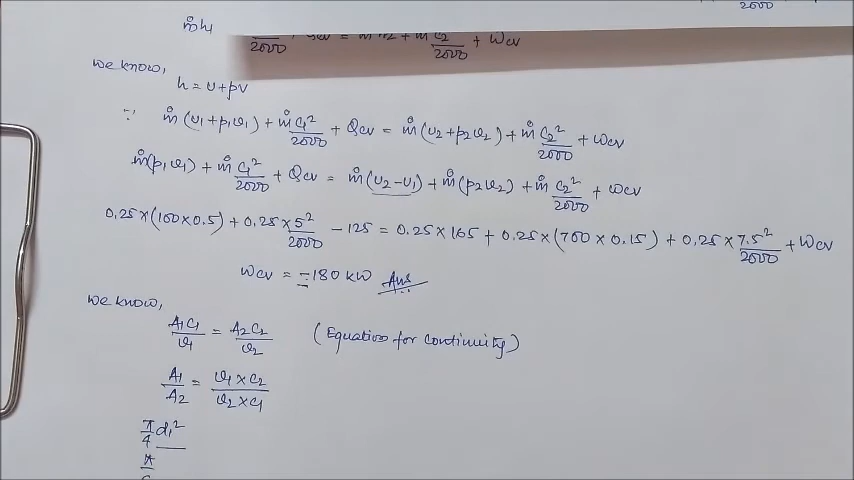 2000
ṁh₁
2000 + Qcv = ṁh₂ + ṁ C₂²/2000 + Wcv
We know,
h = u + pv
∵ ṁ (u₁+p₁v₁) + ṁ C₁²/2000 + Qcv = ṁ (u₂+p₂v₂) + ṁ C₂²/2000 + Wcv
ṁ(p₁v₁) + ṁ C₁²/2000 + Qcv = ṁ (u₂-u₁) + ṁ(p₂v₂) + ṁ C₂²/2000 + Wcv
0.25×(100×0.5) + 0.25×5²/2000 - 125 = 0.25×165 + 0.25×(700×0.15) + 0.25×7.5²/2000 + Wcv
Wcv = -180 kW Ans
We know,
A₁C₁/v₁ = A₂C₂/v₂ (Equation for continuity)
A₁/A₂ = v₁×C₂/v₂×C₁
π/4 d₁²
π